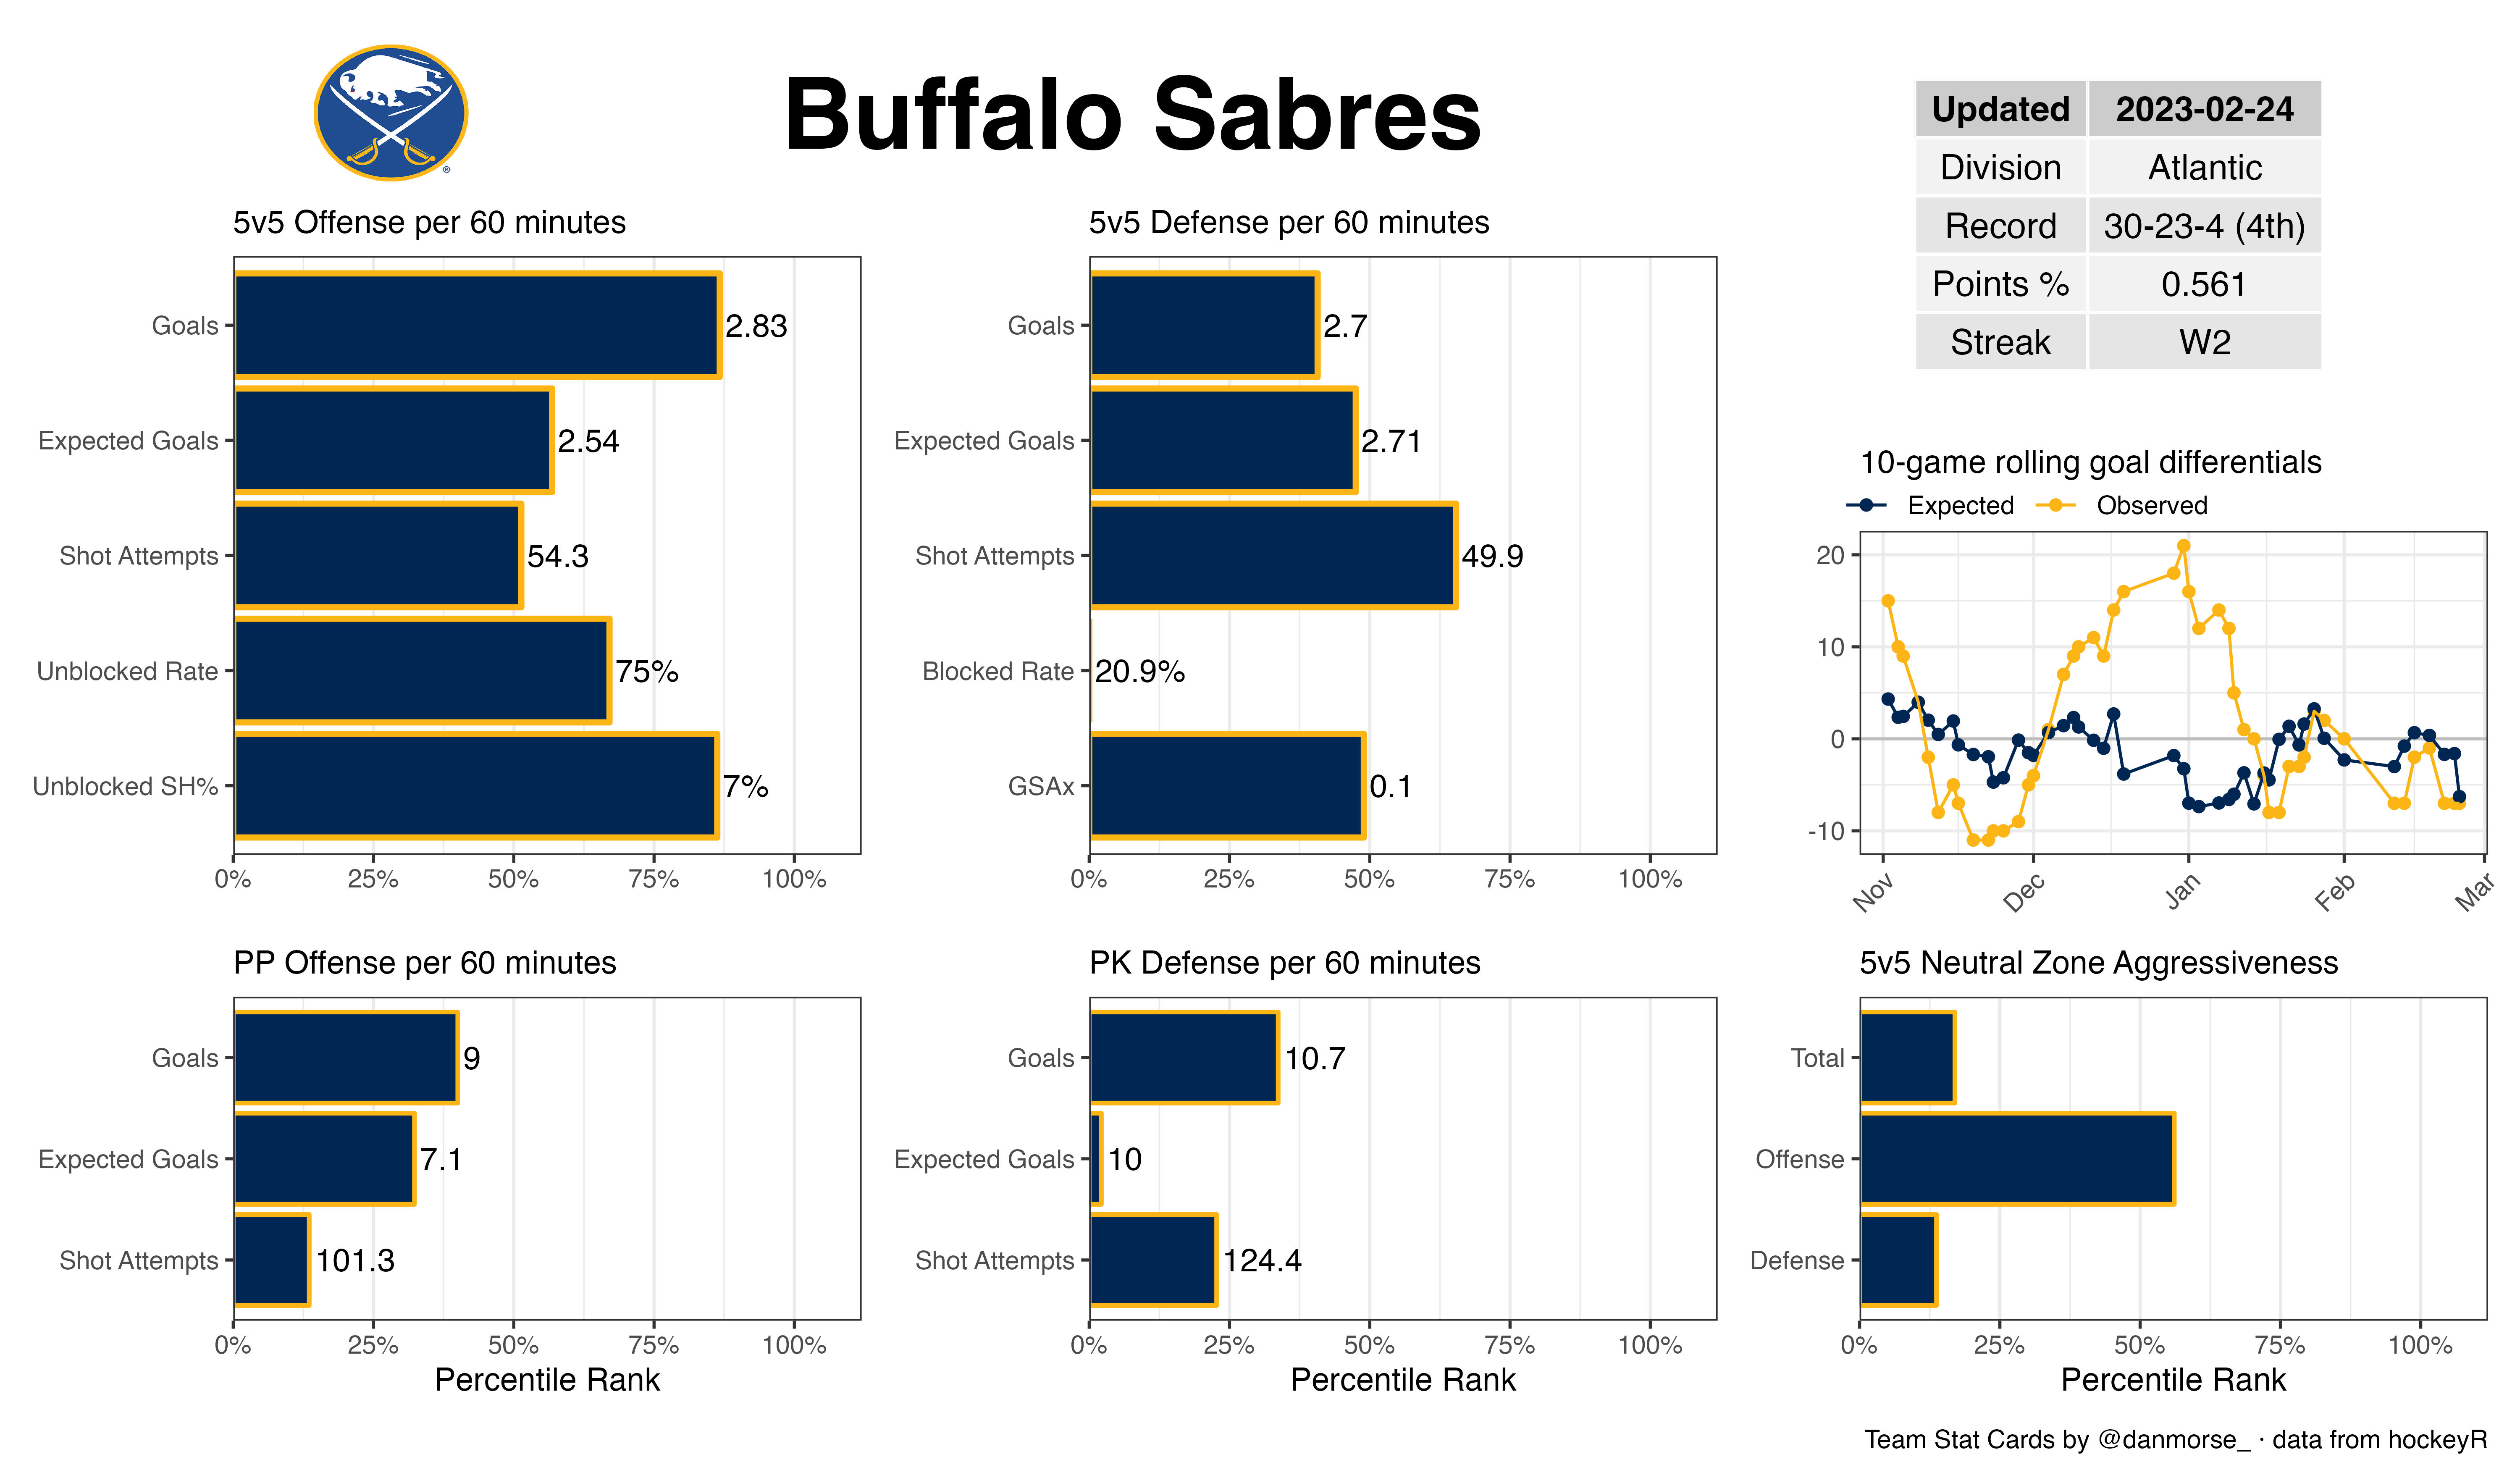 Buffalo Sabres
®
Updated 2023-02-24
Division Atlantic
Record 30-23-4 (4th)
Points % 0.561
Streak W2
5v5 Offense per 60 minutes
Goals 2.83
Expected Goals 2.54
Shot Attempts 54.3
Unblocked Rate 75%
Unblocked SH% 7%
0% 25% 50% 75% 100%
5v5 Defense per 60 minutes
Goals 2.7
Expected Goals 2.71
Shot Attempts 49.9
Blocked Rate 20.9%
GSAx 0.1
0% 25% 50% 75% 100%
10-game rolling goal differentials
Expected Observed
20
10
0
-10
Nov Dec Jan Feb Mar
PP Offense per 60 minutes
Goals 9
Expected Goals 7.1
Shot Attempts 101.3
0% 25% 50% 75% 100%
Percentile Rank
PK Defense per 60 minutes
Goals 10.7
Expected Goals 10
Shot Attempts 124.4
0% 25% 50% 75% 100%
Percentile Rank
5v5 Neutral Zone Aggressiveness
Total
Offense
Defense
0% 25% 50% 75% 100%
Percentile Rank
Team Stat Cards by @danmorse_ · data from hockeyR